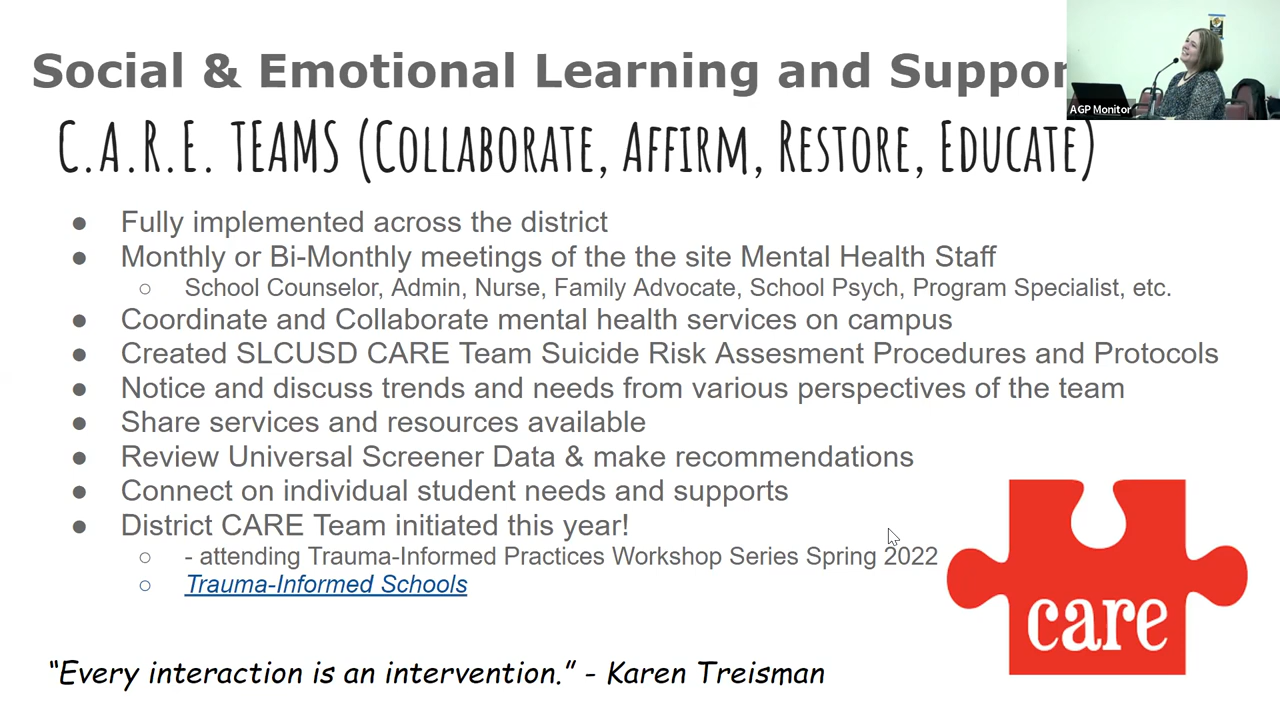 Social & Emotional Learning and Suppor
AGP Monitor
C.A.R.E. TEAMS (COLLABORATE, AFFIRM, RESTORE, EDUCATE)
● Fully implemented across the district
● Monthly or Bi-Monthly meetings of the the site Mental Health Staff
○ School Counselor, Admin, Nurse, Family Advocate, School Psych, Program Specialist, etc.
● Coordinate and Collaborate mental health services on campus
● Created SLCUSD CARE Team Suicide Risk Assesment Procedures and Protocols
● Notice and discuss trends and needs from various perspectives of the team
● Share services and resources available
● Review Universal Screener Data & make recommendations
● Connect on individual student needs and supports
● District CARE Team initiated this year!
○ - attending Trauma-Informed Practices Workshop Series Spring 2022
○ Trauma-Informed Schools
care
“Every interaction is an intervention.” - Karen Treisman